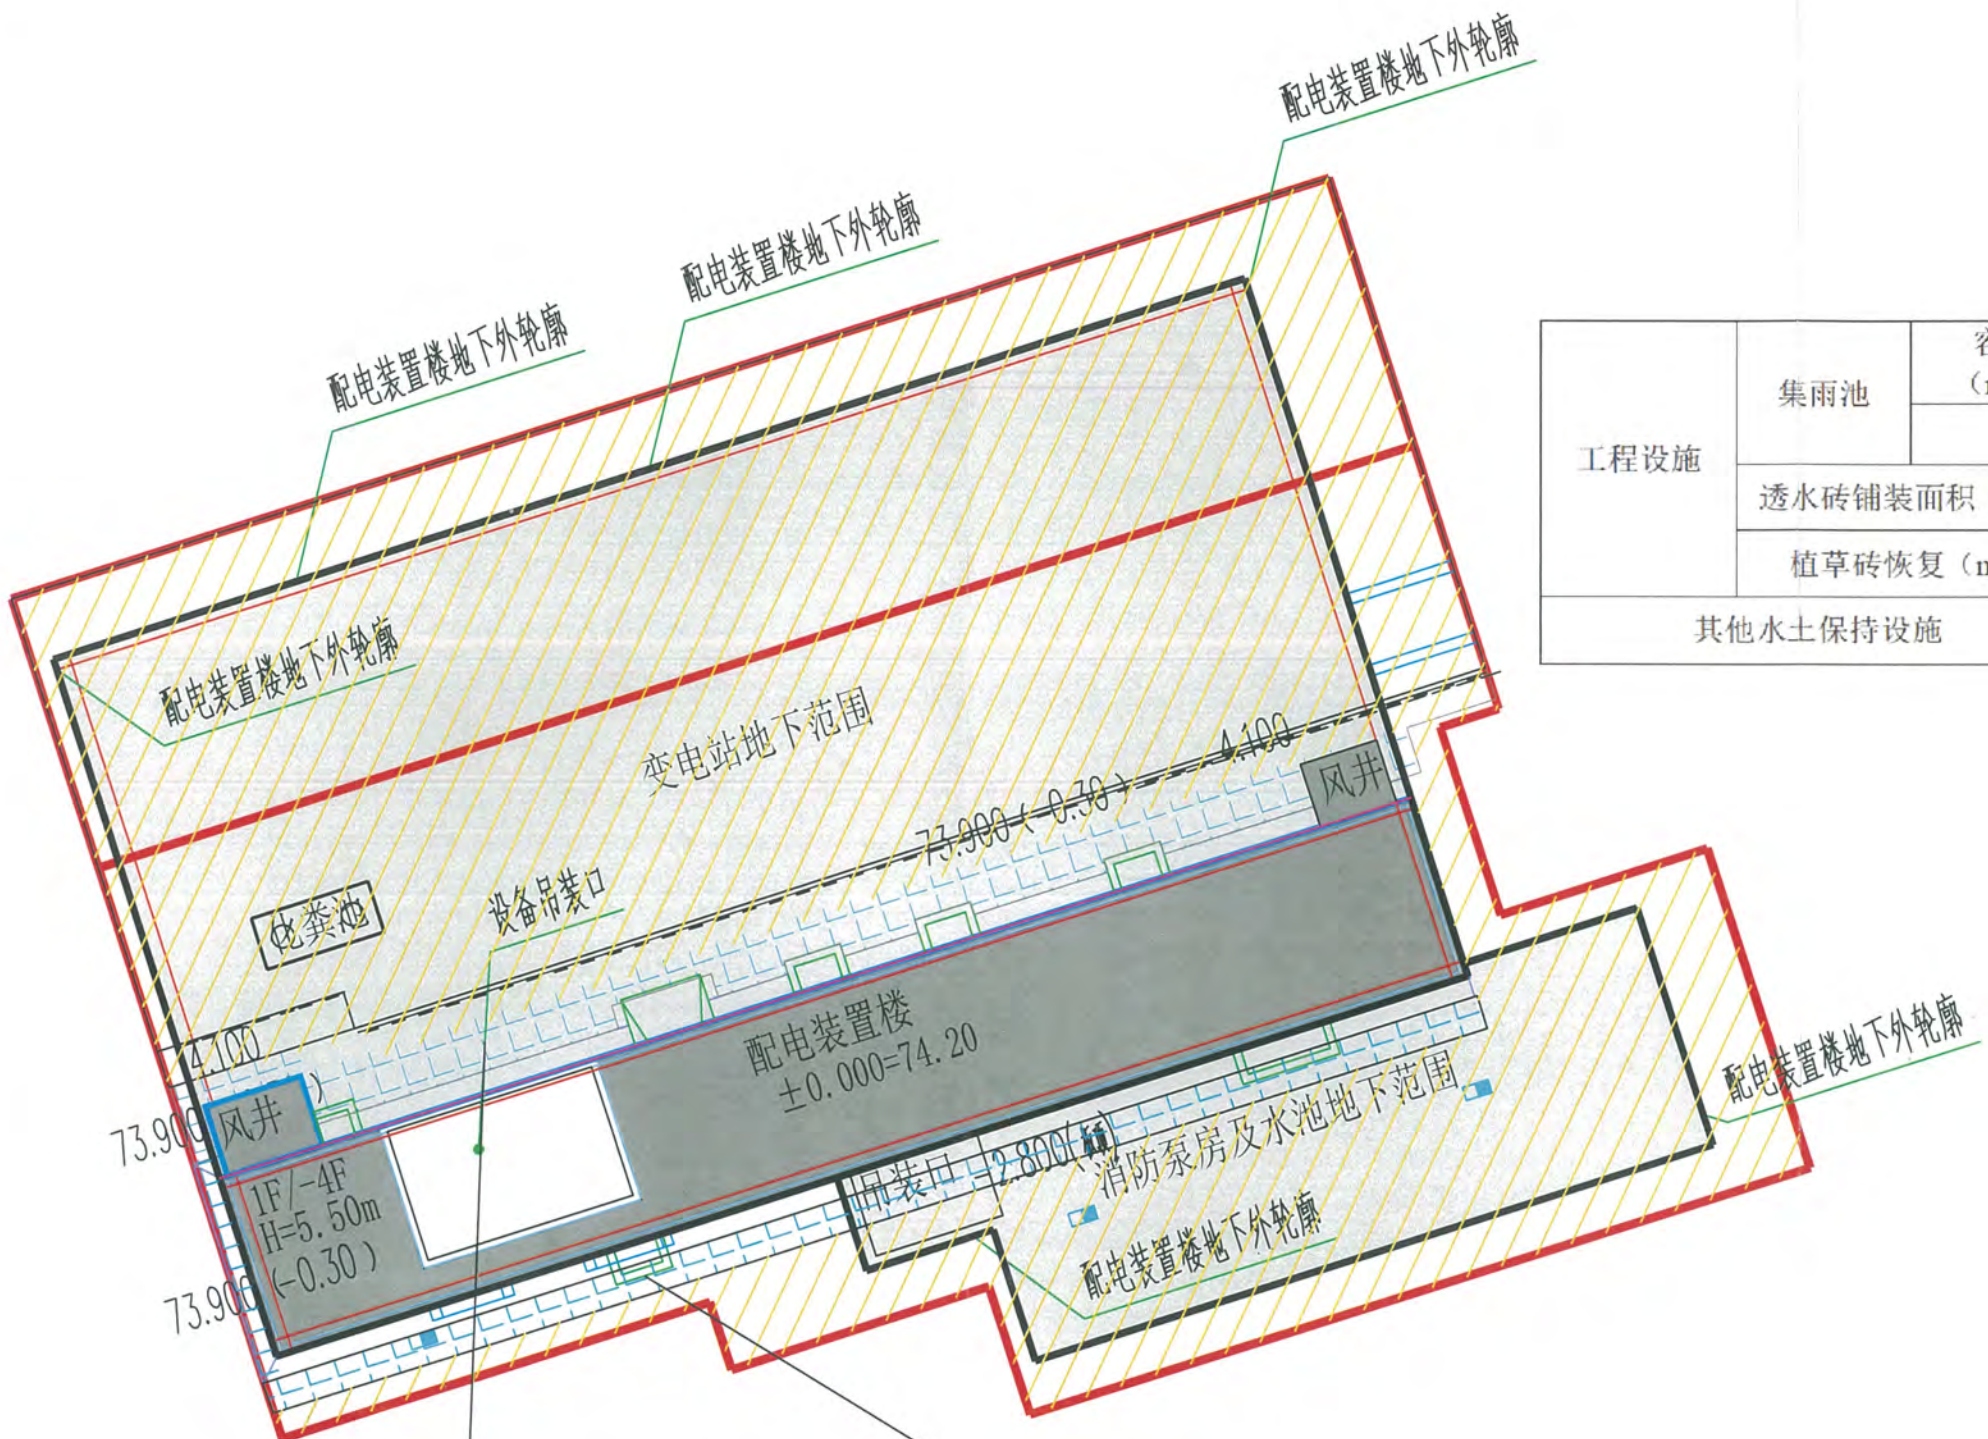 配电装置楼地下外轮廓
配电装置楼地下外轮廓
配电装置楼地下外轮廓
配电装置楼地下外轮廓
变电站地下范围
4.100
73.900 (-0.30)
风井
化粪池
设备吊装口
配电装置楼
±0.000=74.20
4.100
73.900
风井
1F/-4F
H=5.50m
(-0.30)
73.900
吊装口
-2.800
消防泵房及水池地下范围
配电装置楼地下外轮廓
配电装置楼地下外轮廓
工程设施
集雨池
透水砖铺装面积
植草砖恢复
其他水土保持设施